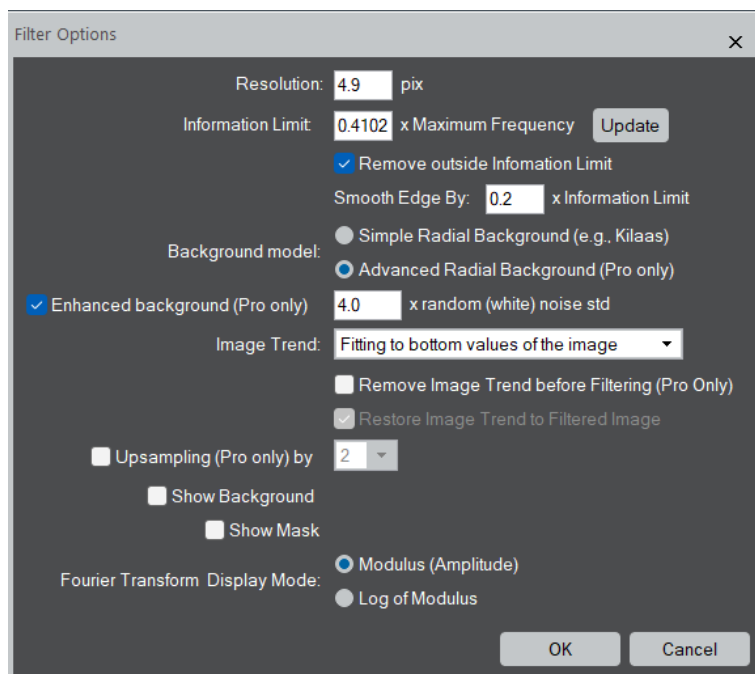 Filter Options
Resolution: 4.9 pix
Information Limit: 0.4102 x Maximum Frequency Update
Remove outside Infomation Limit
Smooth Edge By: 0.2 x Information Limit
Background model:
Simple Radial Background (e.g., Kilaas)
Advanced Radial Background (Pro only)
Enhanced background (Pro only) 4.0 x random (white) noise std
Image Trend: Fitting to bottom values of the image
Remove Image Trend before Filtering (Pro Only)
Restore Image Trend to Filtered Image
Upsampling (Pro only) by 2
Show Background
Show Mask
Fourier Transform Display Mode:
Modulus (Amplitude)
Log of Modulus
OK Cancel